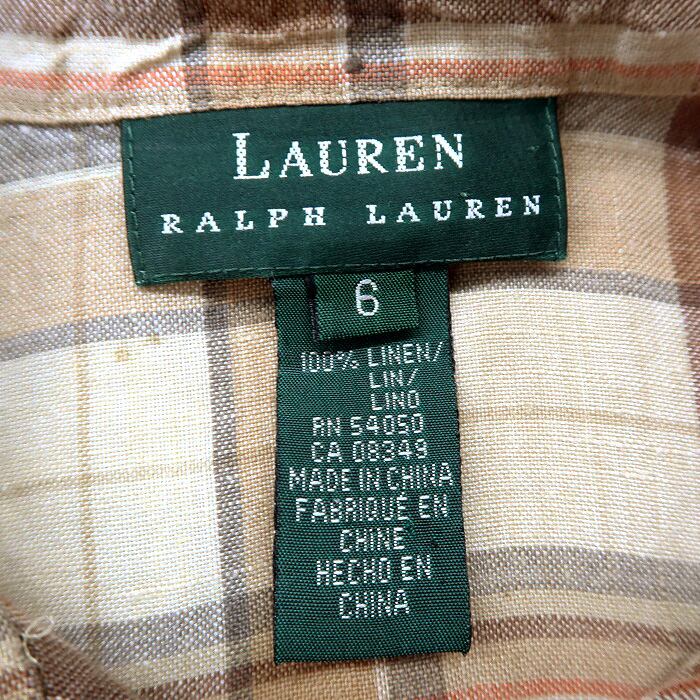 LAUREN
RALPH LAUREN
6
100% LINEN/
LIN/
LINO
RN 54050
CA 08349
MADE IN CHINA
FABRIQUÉ EN
CHINE
HECHO EN
CHINA